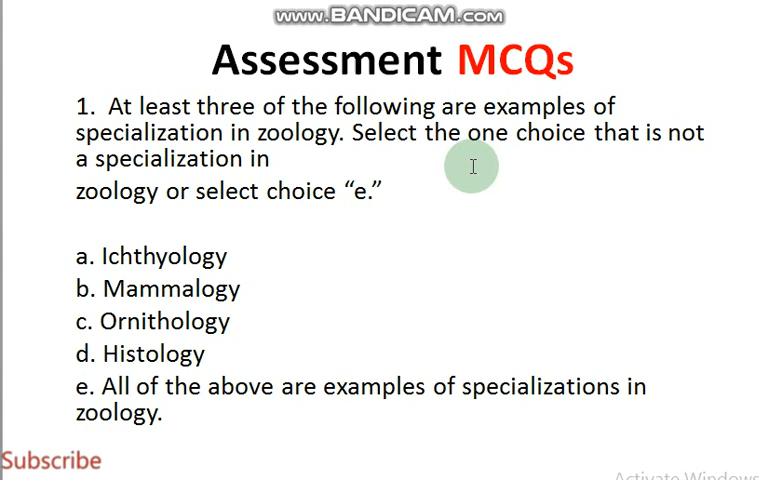 www.BANDICAM.com
Assessment MCQs
1. At least three of the following are examples of
specialization in zoology. Select the one choice that is not
a specialization in
zoology or select choice “e.”
a. Ichthyology
b. Mammalogy
c. Ornithology
d. Histology
e. All of the above are examples of specializations in
zoology.
Subscribe
Activate Windows